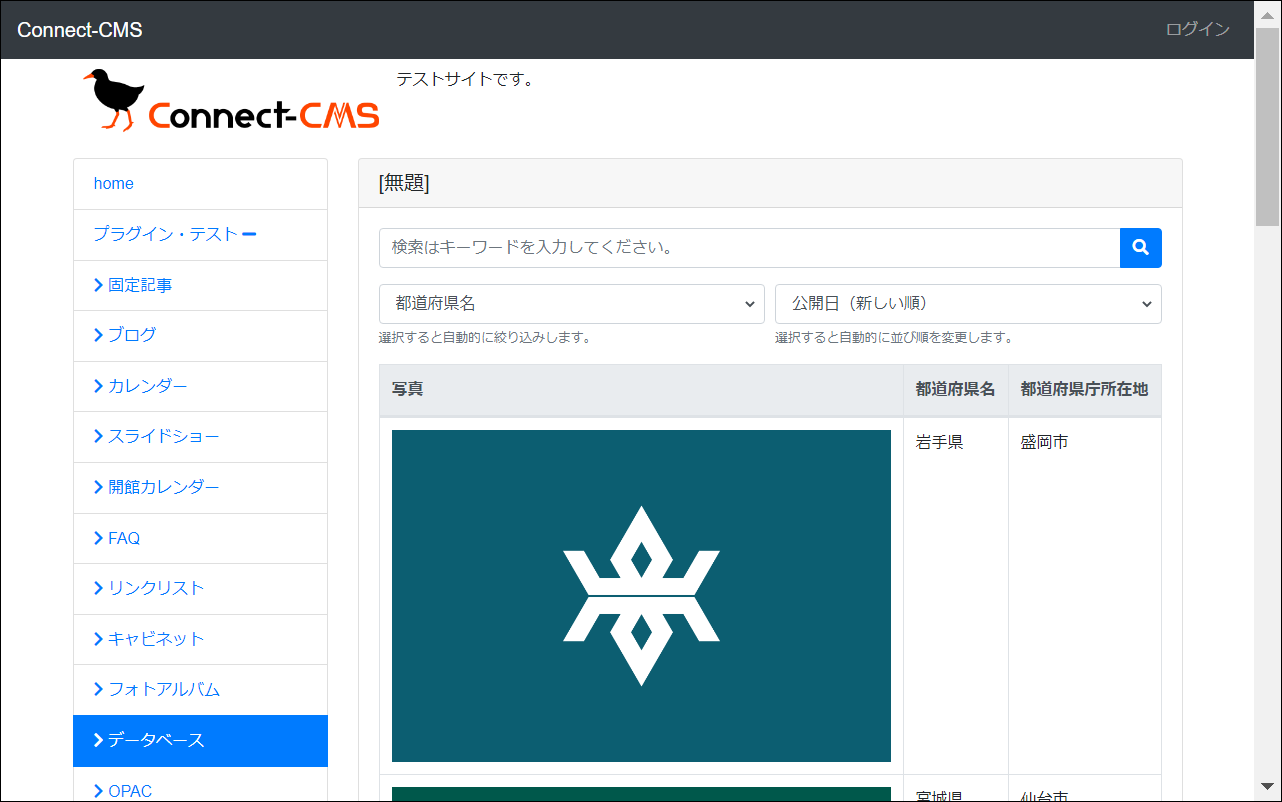 Connect-CMS
ログイン
Connect-CMS
テストサイトです。
home
プラグイン・テスト
固定記事
ブログ
カレンダー
スライドショー
開館カレンダー
FAQ
リンクリスト
キャビネット
フォトアルバム
データベース
OPAC
[無題]
検索はキーワードを入力してください。
都道府県名
公開日（新しい順）
選択すると自動的に絞り込みします。
選択すると自動的に並び順を変更します。
写真 都道府県名 都道府県庁所在地
岩手県 盛岡市
宮城県 仙台市